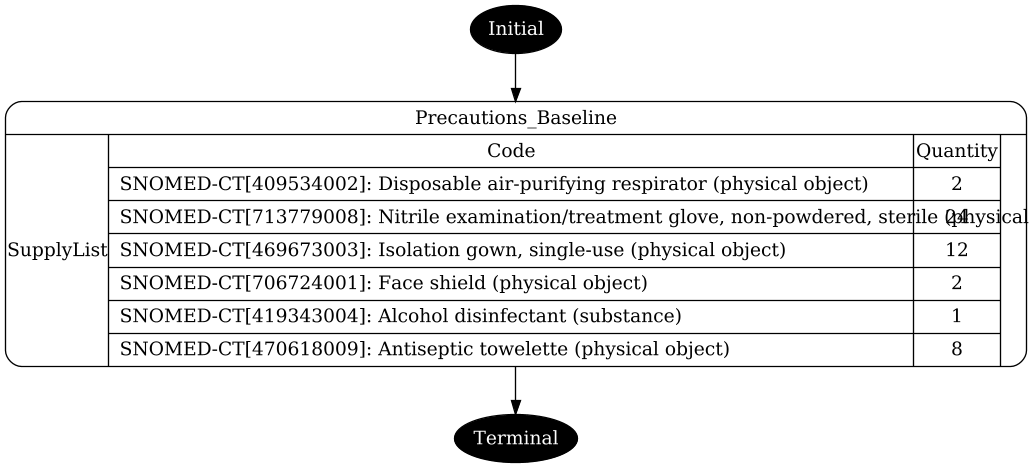 Initial
Precautions_Baseline
SupplyList
Code Quantity
SNOMED-CT[409534002]: Disposable air-purifying respirator (physical object) 2
SNOMED-CT[713779008]: Nitrile examination/treatment glove, non-powdered, sterile (physical 24
SNOMED-CT[469673003]: Isolation gown, single-use (physical object) 12
SNOMED-CT[706724001]: Face shield (physical object) 2
SNOMED-CT[419343004]: Alcohol disinfectant (substance) 1
SNOMED-CT[470618009]: Antiseptic towelette (physical object) 8
Terminal